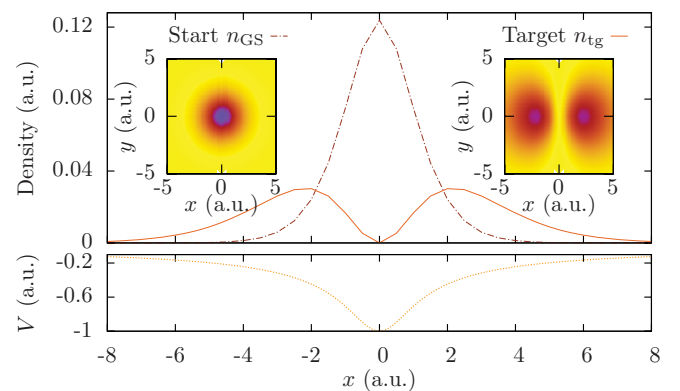 0.12
0.08
0.04
0
Density (a.u.)
Start n_GS
Target n_tg
5
0
-5
y (a.u.)
-5 0 5
x (a.u.)
5
0
-5
y (a.u.)
-5 0 5
x (a.u.)
-0.2
-0.6
-1
V (a.u.)
-8 -6 -4 -2 0 2 4 6 8
x (a.u.)